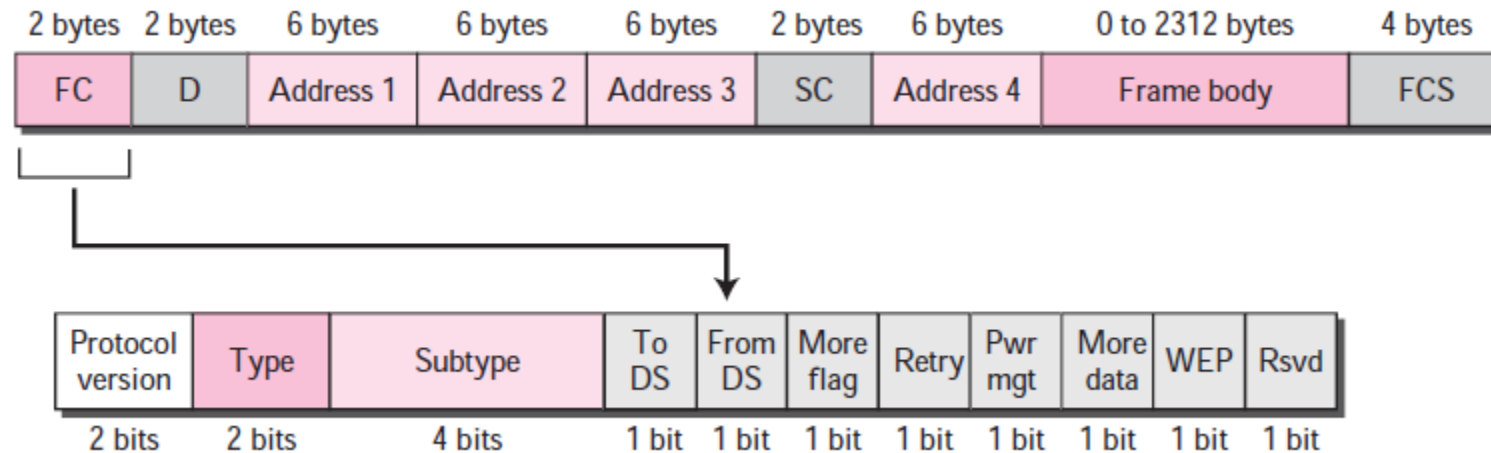 2 bytes 2 bytes 6 bytes 6 bytes 6 bytes 2 bytes 6 bytes 0 to 2312 bytes 4 bytes
FC D Address 1 Address 2 Address 3 SC Address 4 Frame body FCS
Protocol
version
Type
Subtype
To
DS
From
DS
More
flag
Retry
Pwr
mgt
More
data
WEP
Rsvd
2 bits 2 bits 4 bits 1 bit 1 bit 1 bit 1 bit 1 bit 1 bit 1 bit 1 bit